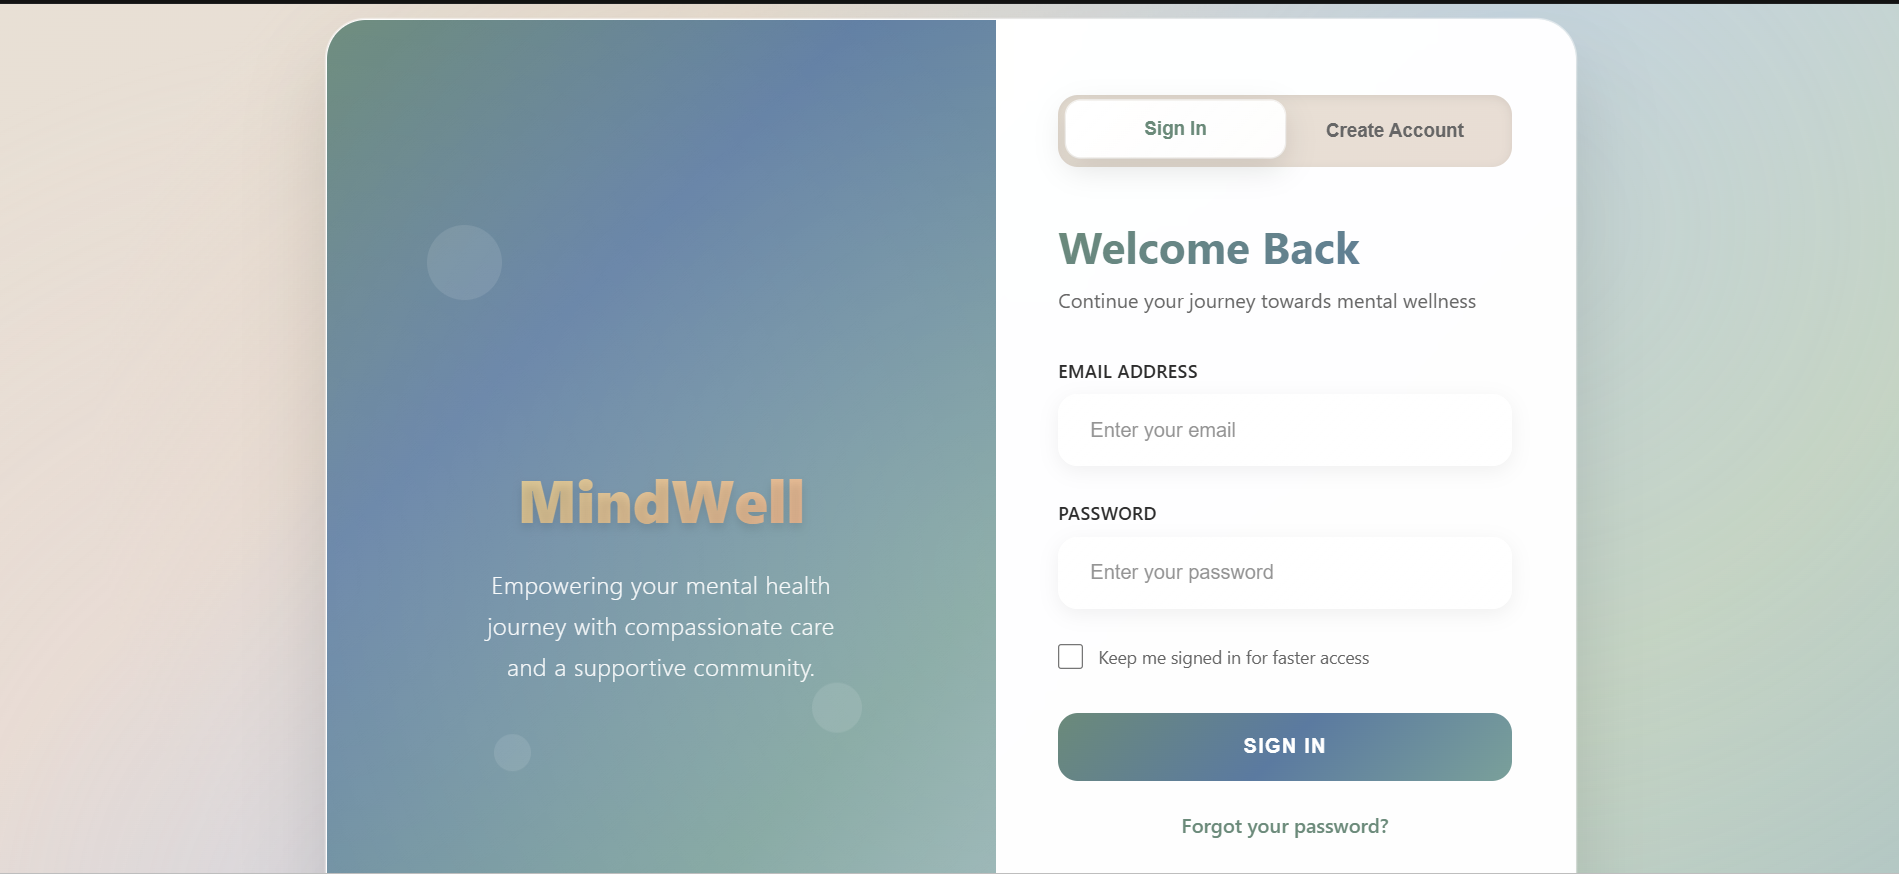 MindWell
Empowering your mental health
journey with compassionate care
and a supportive community.
Sign In
Create Account
Welcome Back
Continue your journey towards mental wellness
EMAIL ADDRESS
Enter your email
PASSWORD
Enter your password
Keep me signed in for faster access
SIGN IN
Forgot your password?